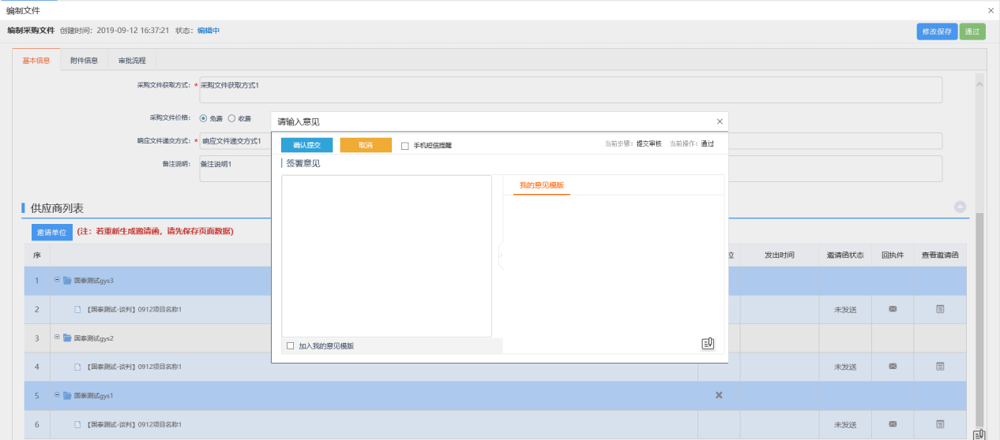 编制文件
编制采购文件 创建时间：2019-09-12 16:37:21 状态：编辑中 修改保存 通过
基本信息 附件信息 审批流程
采购文件获取方式：* 采购文件获取方式1
采购文件价格： 免费 收费
响应文件递交方式：* 响应文件递交方式1
备注说明： 备注说明1
请输入意见
确认提交 取消 手机短信提醒 当前步骤：提交审核 当前操作：通过
签署意见
我的意见模版
加入我的意见模版
供应商列表
邀请单位 (注：若重新生成邀请函，请先保存页面数据)
序 位 发出时间 邀请函状态 回执件 查看邀请函
1 国泰测试gys3
2 【国泰测试-谈判】0912项目名称1 未发送
3 国泰测试gys2
4 【国泰测试-谈判】0912项目名称1 未发送
5 国泰测试gys1
6 【国泰测试-谈判】0912项目名称1 未发送